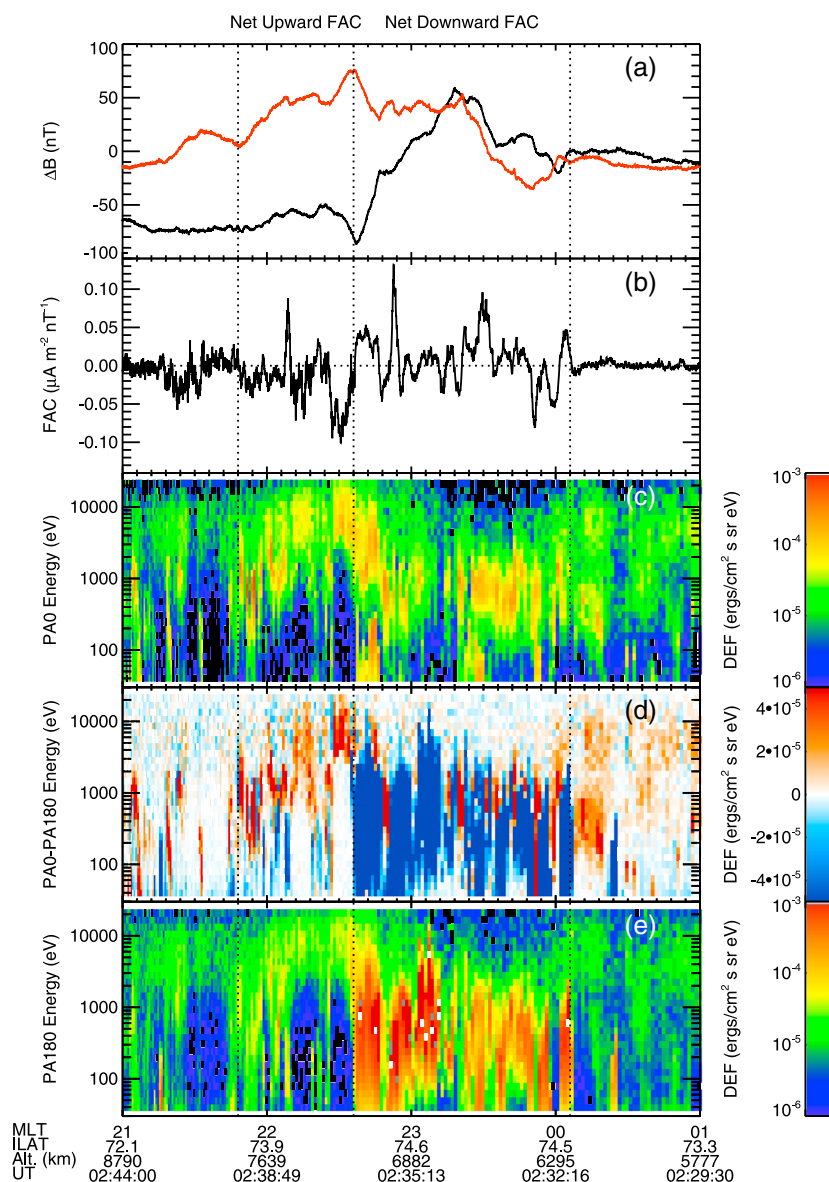 Net Upward FAC Net Downward FAC
100
50
0
-50
-100
ΔB (nT)
(a)
0.10
0.05
0.00
-0.05
-0.10
FAC (μA m⁻² nT⁻¹)
(b)
10000
1000
100
PA0 Energy (eV)
(c)
10⁻³
10⁻⁴
10⁻⁵
10⁻⁶
DEF (ergs/cm² s sr eV)
10000
1000
100
PA0-PA180 Energy (eV)
(d)
4•10⁻⁵
2•10⁻⁵
0
-2•10⁻⁵
-4•10⁻⁵
DEF (ergs/cm² s sr eV)
10000
1000
100
PA180 Energy (eV)
(e)
10⁻³
10⁻⁴
10⁻⁵
10⁻⁶
DEF (ergs/cm² s sr eV)
MLT 21 22 23 00 01
ILAT 72.1 73.9 74.6 74.5 73.3
Alt. (km) 8790 7639 6882 6295 5777
UT 02:44:00 02:38:49 02:35:13 02:32:16 02:29:30